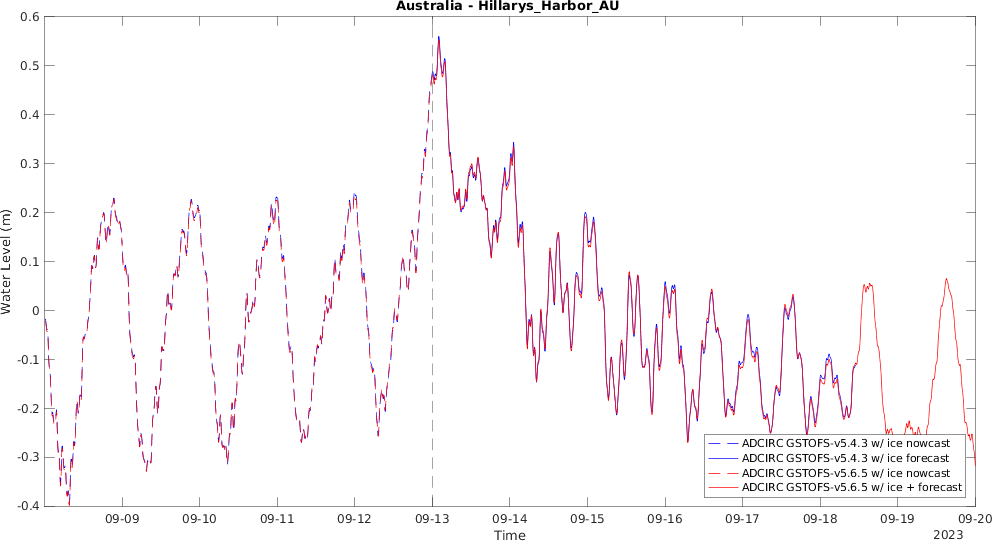 Australia - Hillarys_Harbor_AU
Water Level (m)
0.6
0.5
0.4
0.3
0.2
0.1
0
-0.1
-0.2
-0.3
-0.4
ADCIRC GSTOFS-v5.4.3 w/ ice nowcast
ADCIRC GSTOFS-v5.4.3 w/ ice forecast
ADCIRC GSTOFS-v5.6.5 w/ ice nowcast
ADCIRC GSTOFS-v5.6.5 w/ ice + forecast
09-09 09-10 09-11 09-12 09-13 09-14 09-15 09-16 09-17 09-18 09-19 09-20
Time
2023